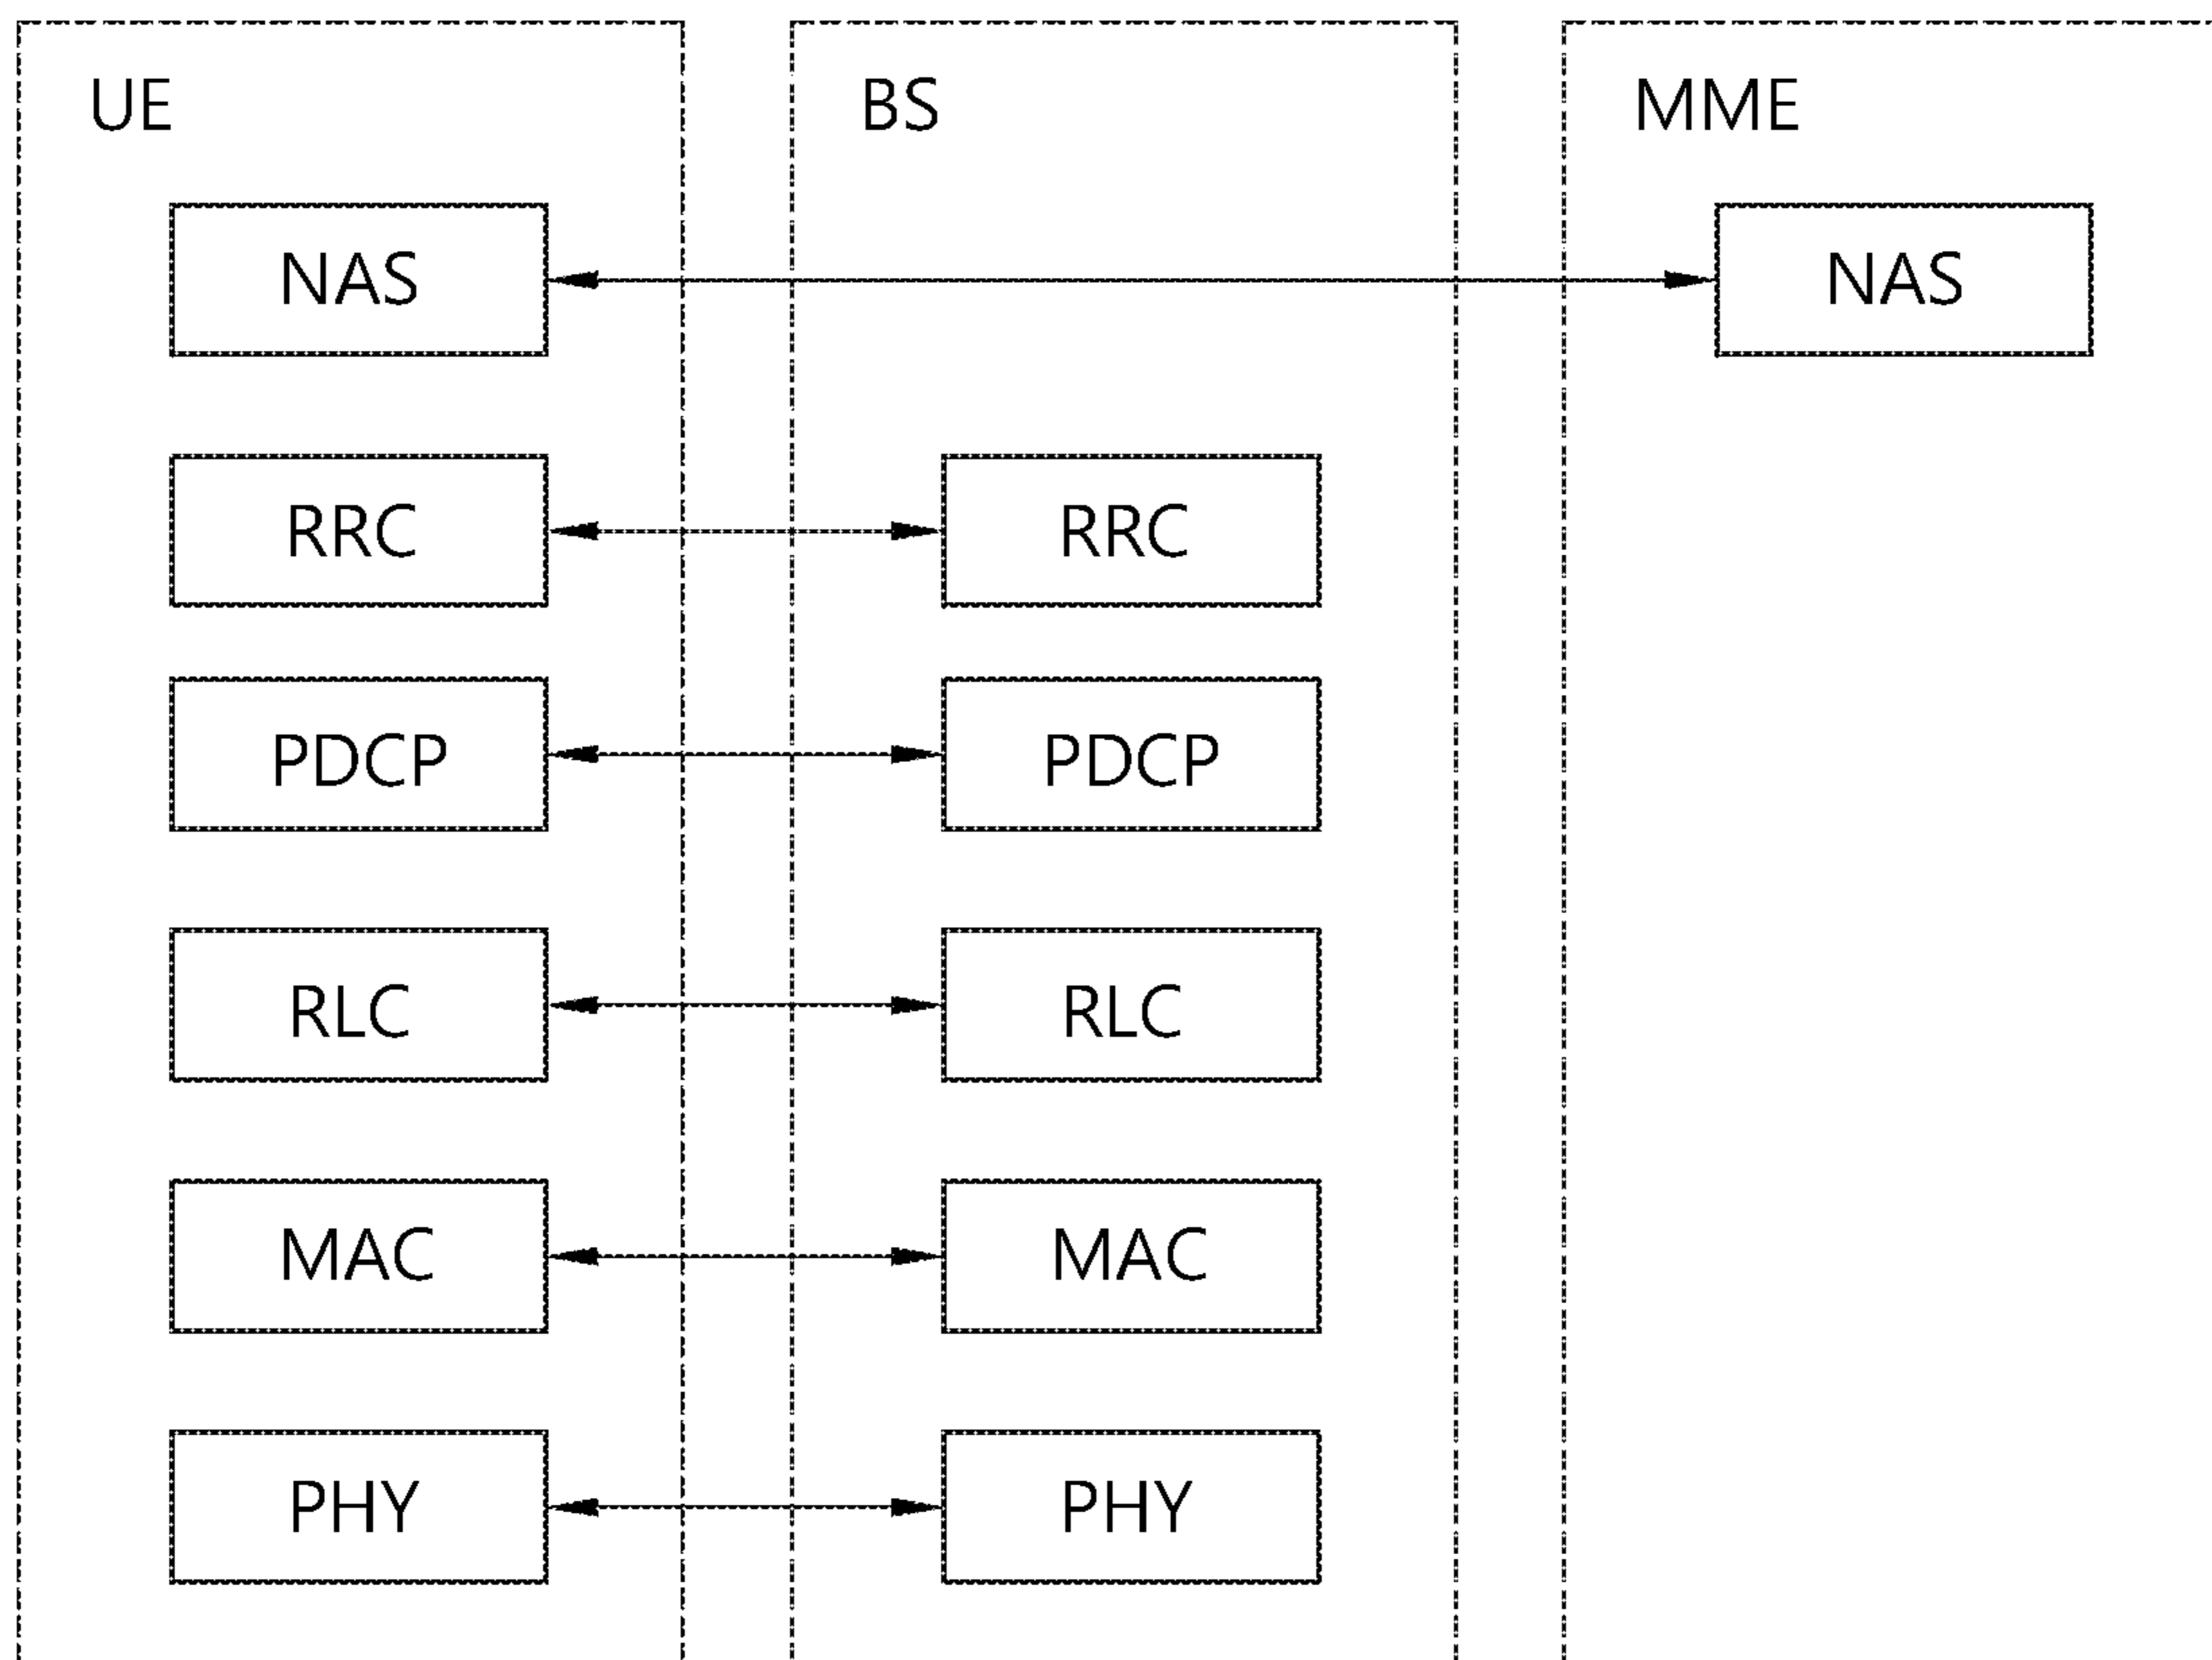 UE BS MME
NAS NAS
RRC RRC
PDCP PDCP
RLC RLC
MAC MAC
PHY PHY